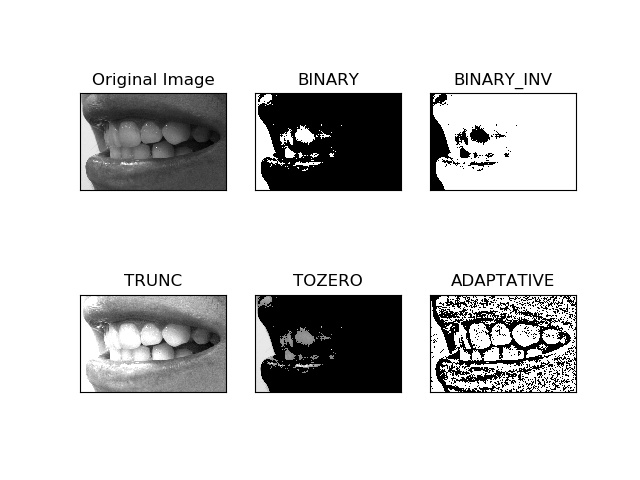 Original Image
BINARY
BINARY_INV
TRUNC
TOZERO
ADAPTATIVE